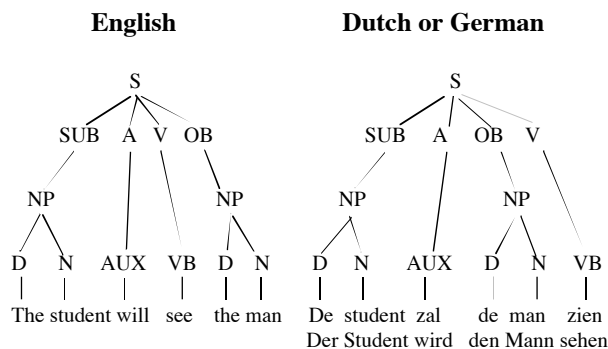 English Dutch or German
S S
SUB A V OB SUB A OB V
NP NP NP NP
D N AUX VB D N D N AUX D N VB
The student will see the man De student zal de man zien
Der Student wird den Mann sehen